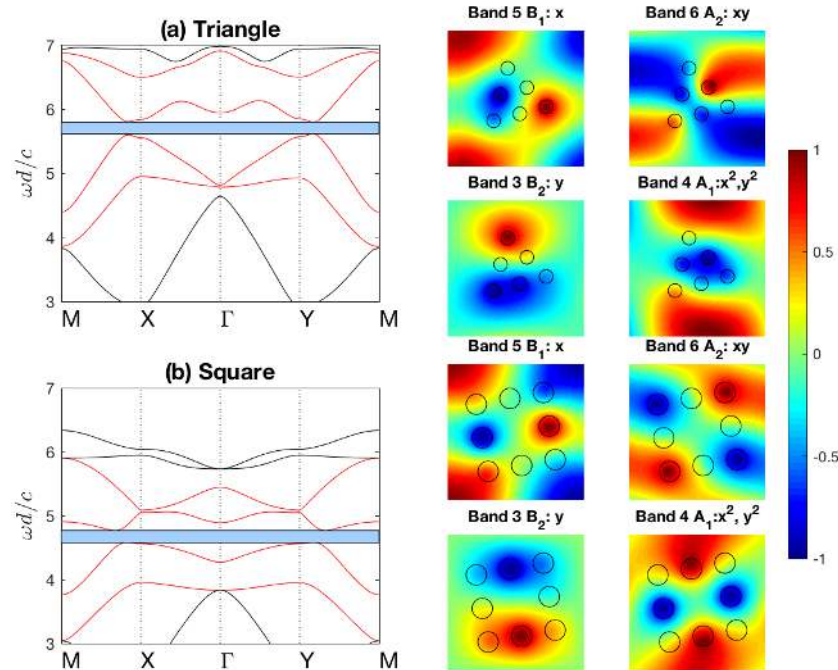 (a) Triangle
7
6
5
4
3
ωd/c
M X Γ Y M
(b) Square
7
6
5
4
3
ωd/c
M X Γ Y M
Band 5 B₁: x
Band 6 A₂: xy
Band 3 B₂: y
Band 4 A₁:x²,y²
Band 5 B₁: x
Band 6 A₂: xy
Band 3 B₂: y
Band 4 A₁:x², y²
1
0.5
0
-0.5
-1